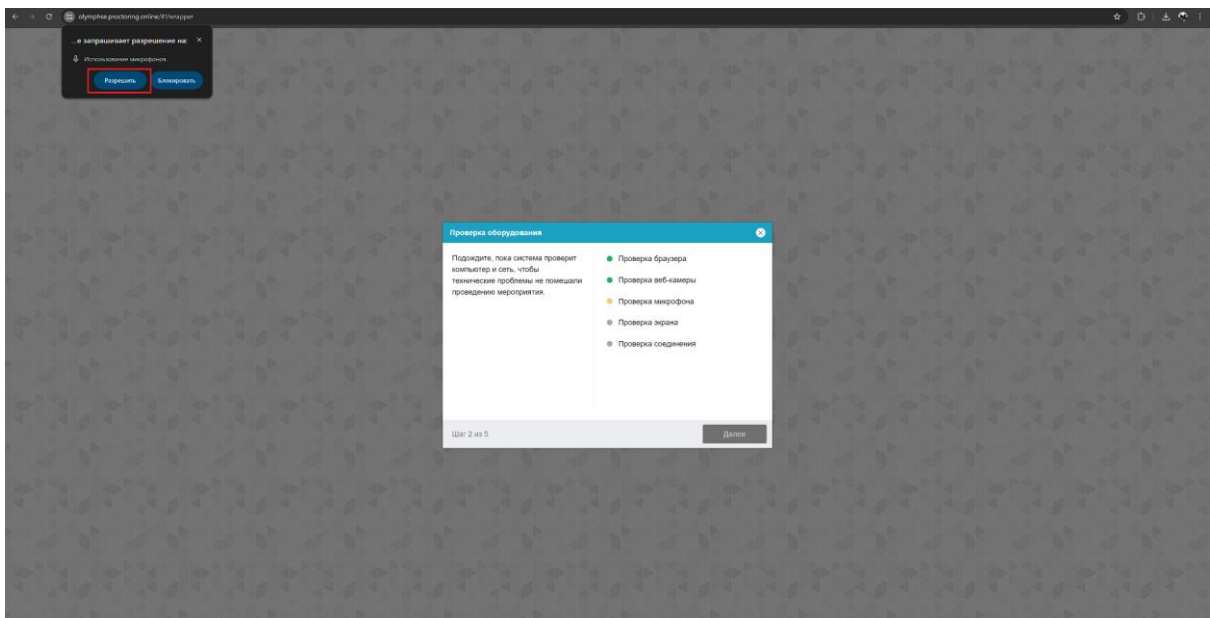 olymphse.proctoring.online/#!/wrapper
...e запрашивает разрешение на:
Использование микрофонов
Разрешить
Блокировать
Проверка оборудования
Подождите, пока система проверит
компьютер и сеть, чтобы
технические проблемы не помешали
проведению мероприятия.
Проверка браузера
Проверка веб-камеры
Проверка микрофона
Проверка экрана
Проверка соединения
Шаг 2 из 5
Далее